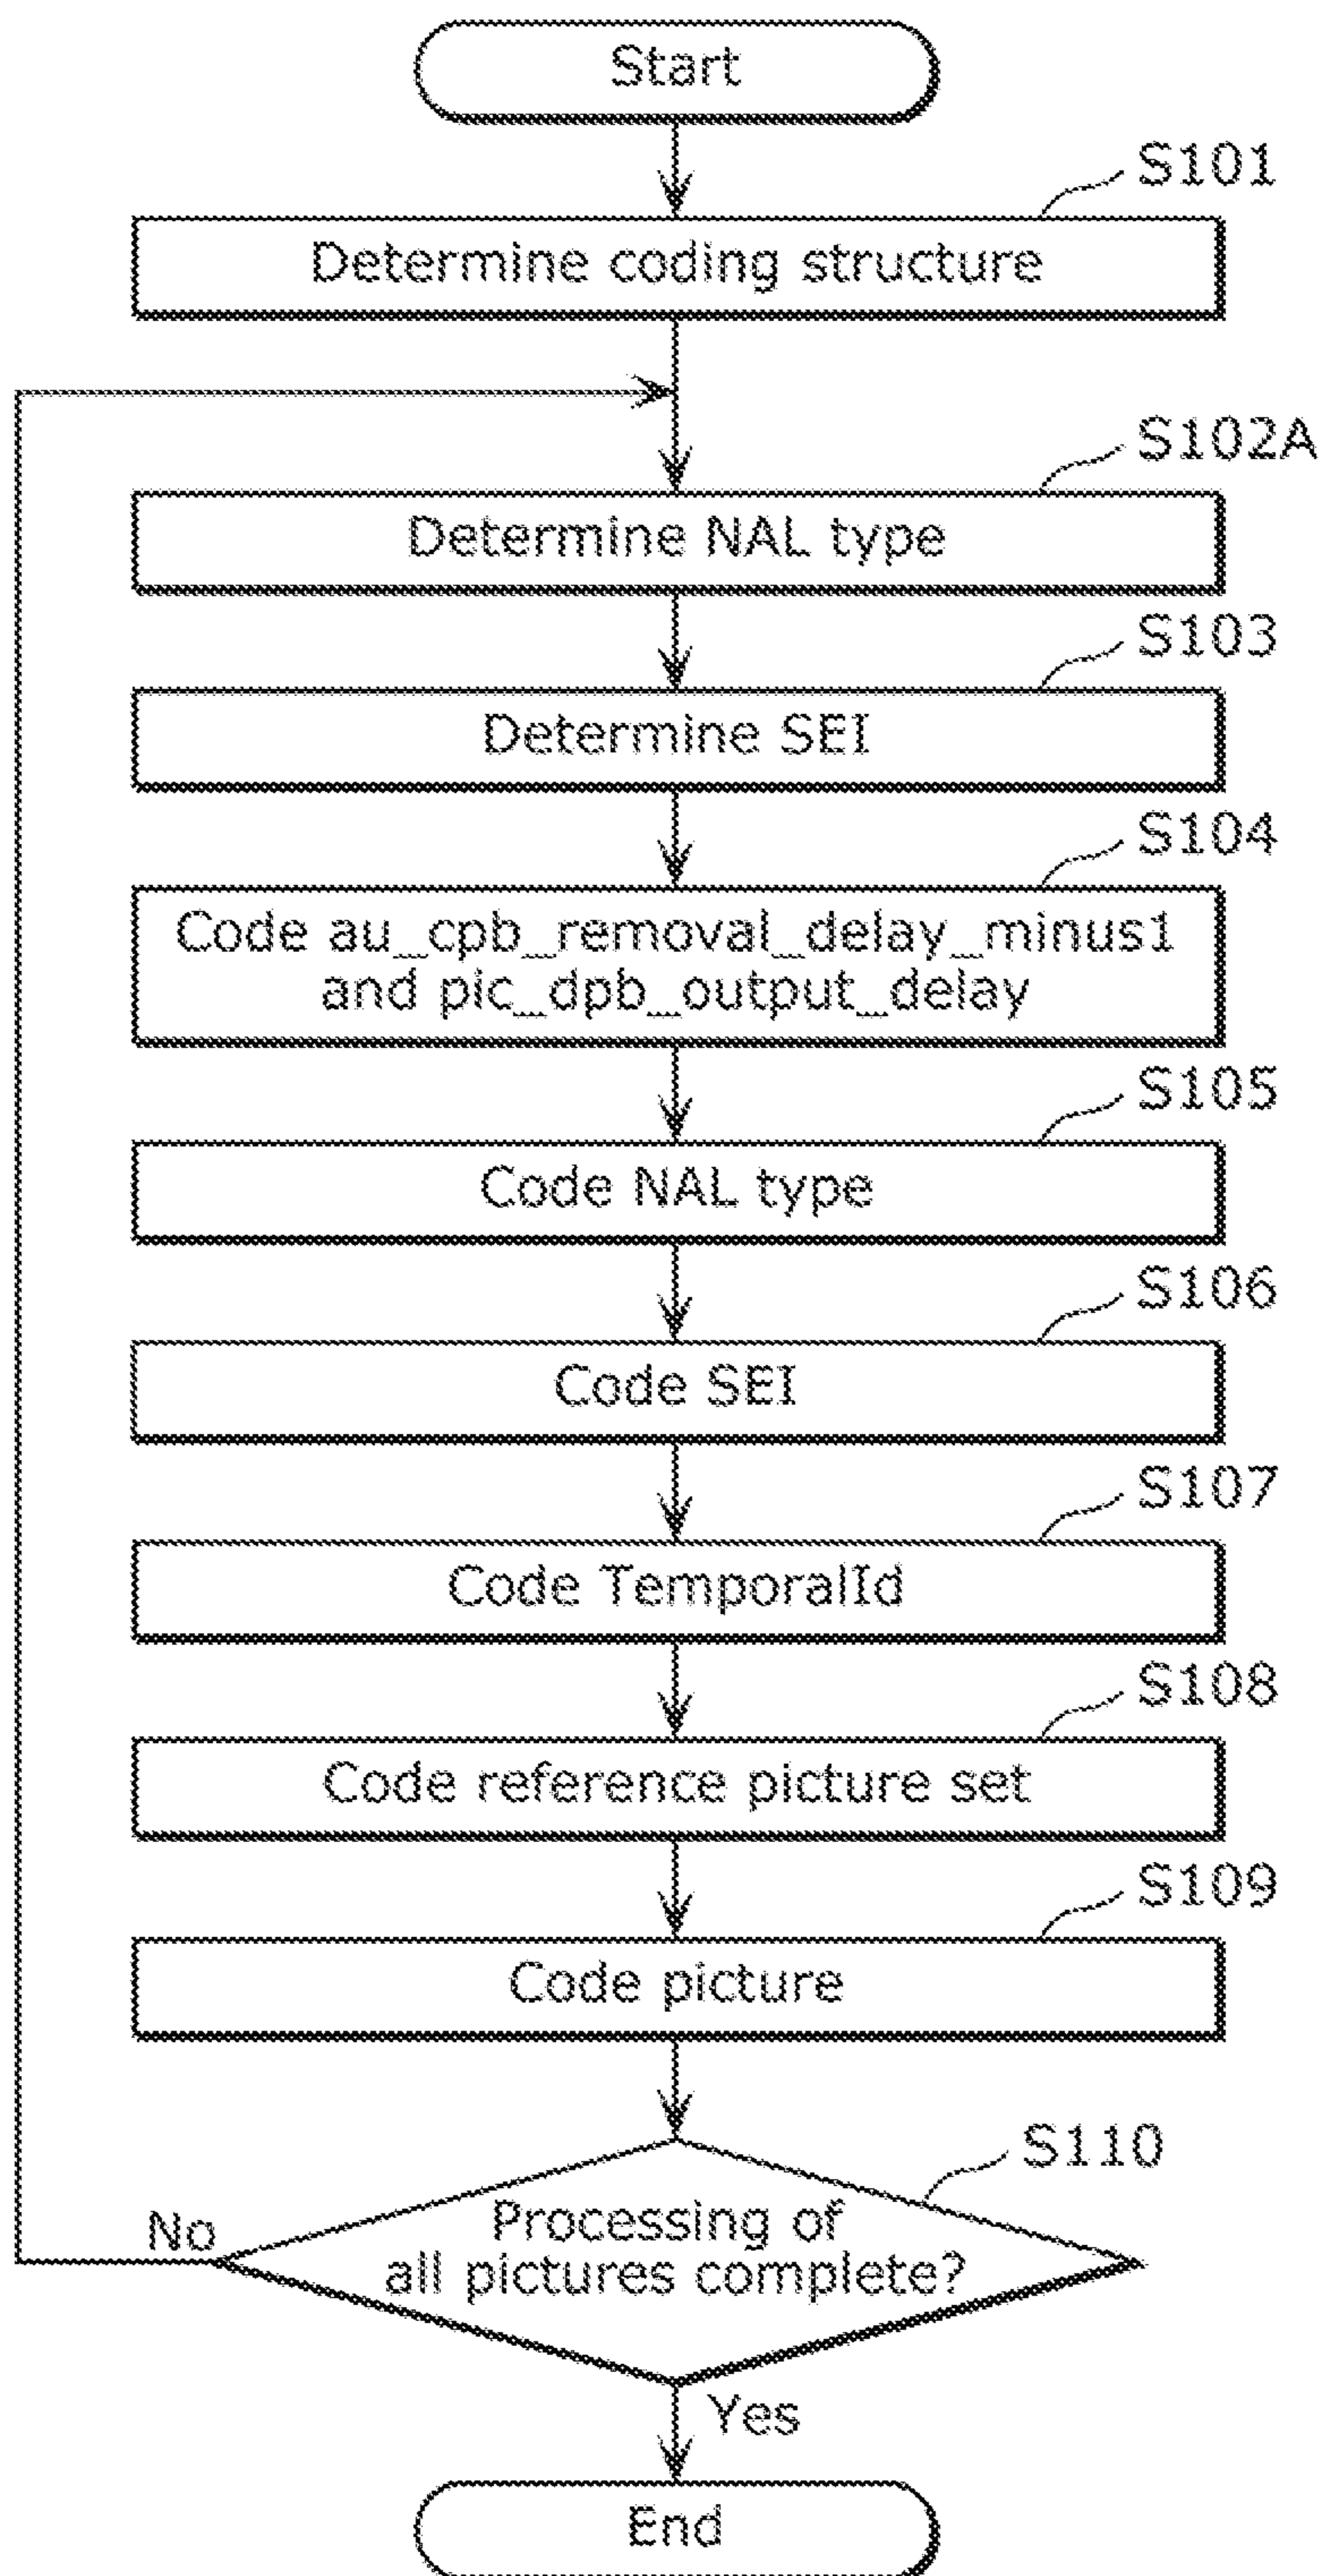 Start
S101
Determine coding structure
S102A
Determine NAL type
S103
Determine SEI
S104
Code au_cpb_removal_delay_minus1
and pic_dpb_output_delay
S105
Code NAL type
S106
Code SEI
S107
Code TemporalId
S108
Code reference picture set
S109
Code picture
S110
No
Processing of
all pictures complete?
Yes
End